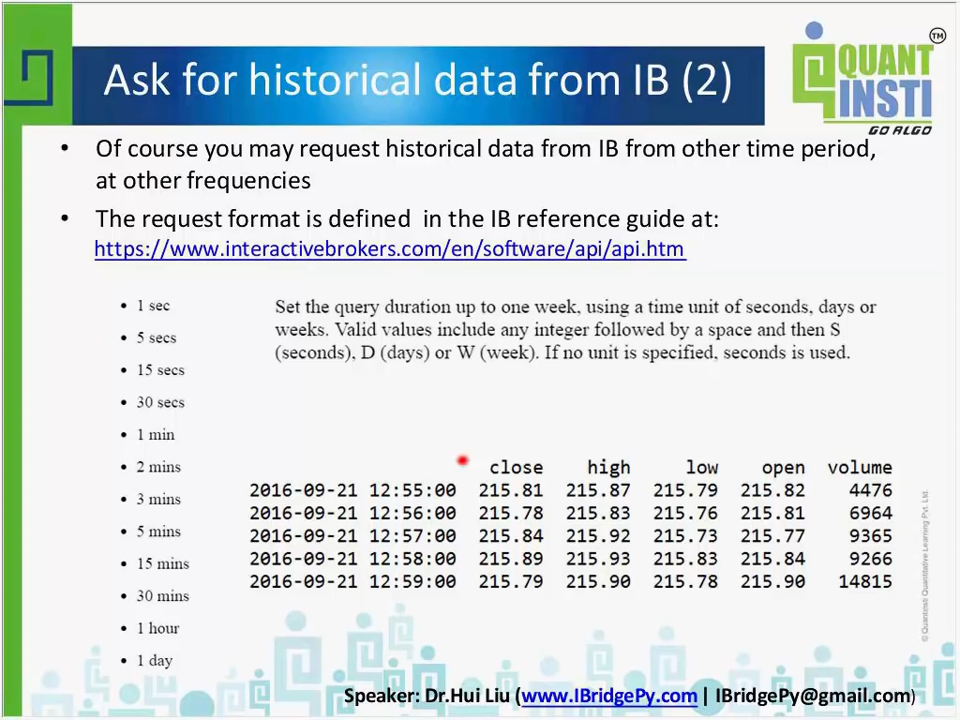 Ask for historical data from IB (2)
QUANT
INSTI
GO ALGO
TM
• Of course you may request historical data from IB from other time period,
at other frequencies
• The request format is defined in the IB reference guide at:
https://www.interactivebrokers.com/en/software/api/api.htm
• 1 sec
• 5 secs
• 15 secs
• 30 secs
• 1 min
• 2 mins
• 3 mins
• 5 mins
• 15 mins
• 30 mins
• 1 hour
• 1 day
Set the query duration up to one week, using a time unit of seconds, days or
weeks. Valid values include any integer followed by a space and then S
(seconds), D (days) or W (week). If no unit is specified, seconds is used.
close high low open volume
2016-09-21 12:55:00 215.81 215.87 215.79 215.82 4476
2016-09-21 12:56:00 215.78 215.83 215.76 215.81 6964
2016-09-21 12:57:00 215.84 215.92 215.73 215.77 9365
2016-09-21 12:58:00 215.89 215.93 215.83 215.84 9266
2016-09-21 12:59:00 215.79 215.90 215.78 215.90 14815
© QuantInsti Quantitative Learning Pvt. Ltd.
Speaker: Dr.Hui Liu (www.IBridgePy.com | IBridgePy@gmail.com)